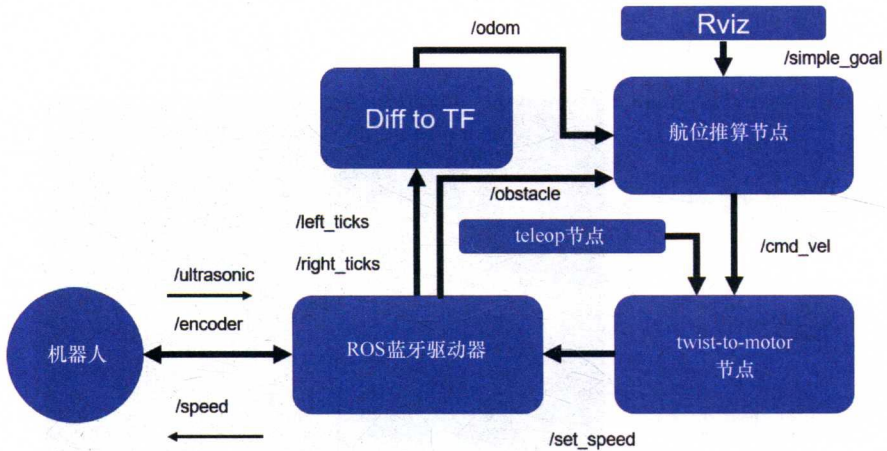 /odom
Rviz
/simple_goal
Diff to TF
航位推算节点
/obstacle
/left_ticks
teleop节点
/cmd_vel
/right_ticks
/ultrasonic
/encoder
机器人
ROS蓝牙驱动器
twist-to-motor
节点
/speed
/set_speed